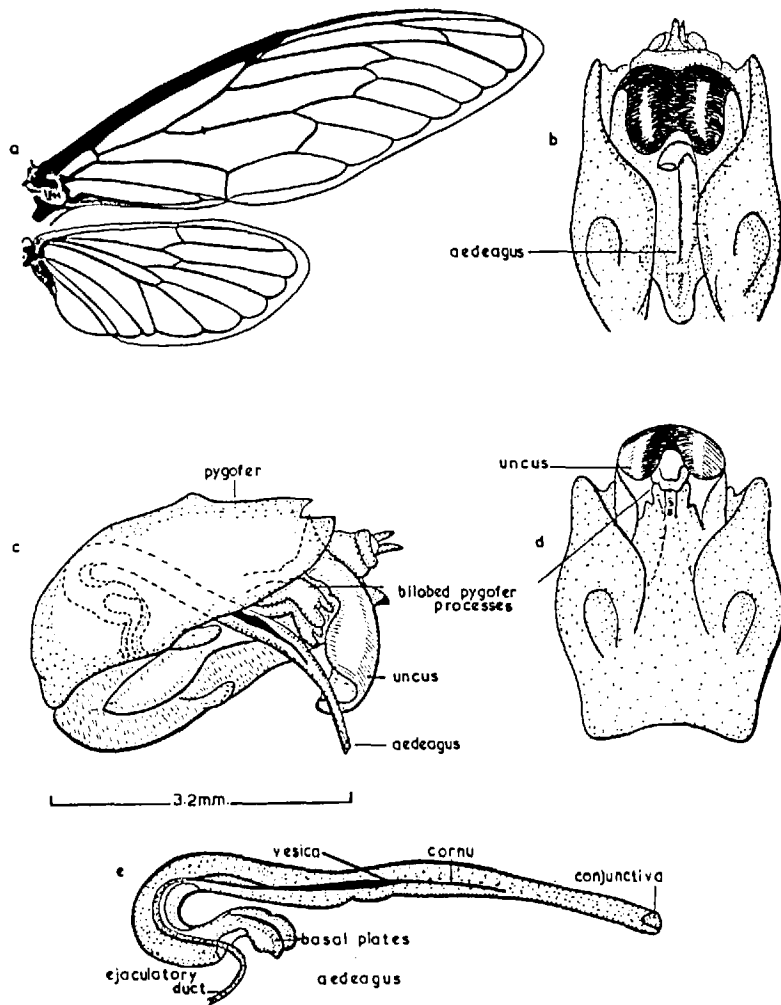 a
b
aedeagus
pygofer
uncus
c
d
bilobed pygofer
processes
uncus
aedeagus
3.2mm.
e
vesica
cornu
conjunctiva
basal plates
ejaculatory
duct
aedeagus